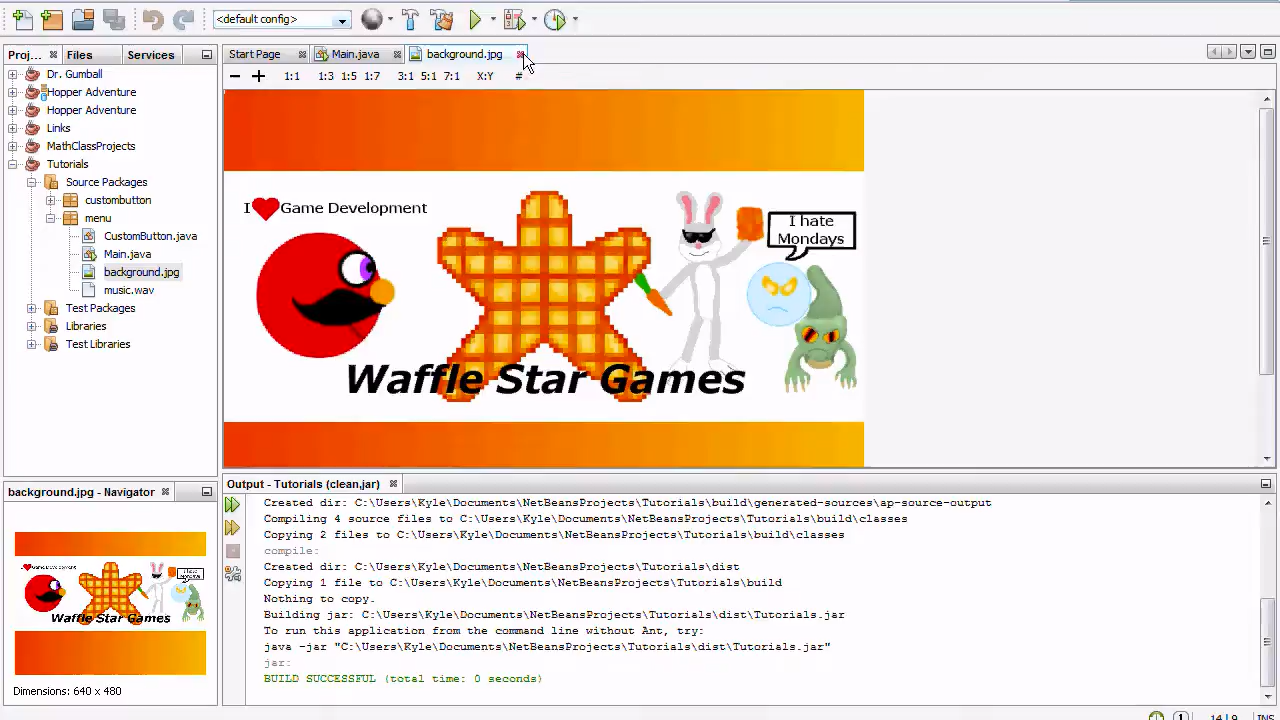 <default config>
Proj... Files Services
Start Page Main.java background.jpg
1:1 1:3 1:5 1:7 3:1 5:1 7:1 X:Y #
Dr. Gumball
Hopper Adventure
Hopper Adventure
Links
MathClassProjects
Tutorials
Source Packages
custombutton
menu
CustomButton.java
Main.java
background.jpg
music.wav
Test Packages
Libraries
Test Libraries
I Game Development
I hate
Mondays
Waffle Star Games
background.jpg - Navigator
Waffle Star Games
Dimensions: 640 x 480
Output - Tutorials (clean,jar)
Created dir: C:\Users\Kyle\Documents\NetBeansProjects\Tutorials\build\generated-sources\ap-source-output
Compiling 4 source files to C:\Users\Kyle\Documents\NetBeansProjects\Tutorials\build\classes
Copying 2 files to C:\Users\Kyle\Documents\NetBeansProjects\Tutorials\build\classes
compile:
Created dir: C:\Users\Kyle\Documents\NetBeansProjects\Tutorials\dist
Copying 1 file to C:\Users\Kyle\Documents\NetBeansProjects\Tutorials\build
Nothing to copy.
Building jar: C:\Users\Kyle\Documents\NetBeansProjects\Tutorials\dist\Tutorials.jar
To run this application from the command line without Ant, try:
java -jar "C:\Users\Kyle\Documents\NetBeansProjects\Tutorials\dist\Tutorials.jar"
jar:
BUILD SUCCESSFUL (total time: 0 seconds)